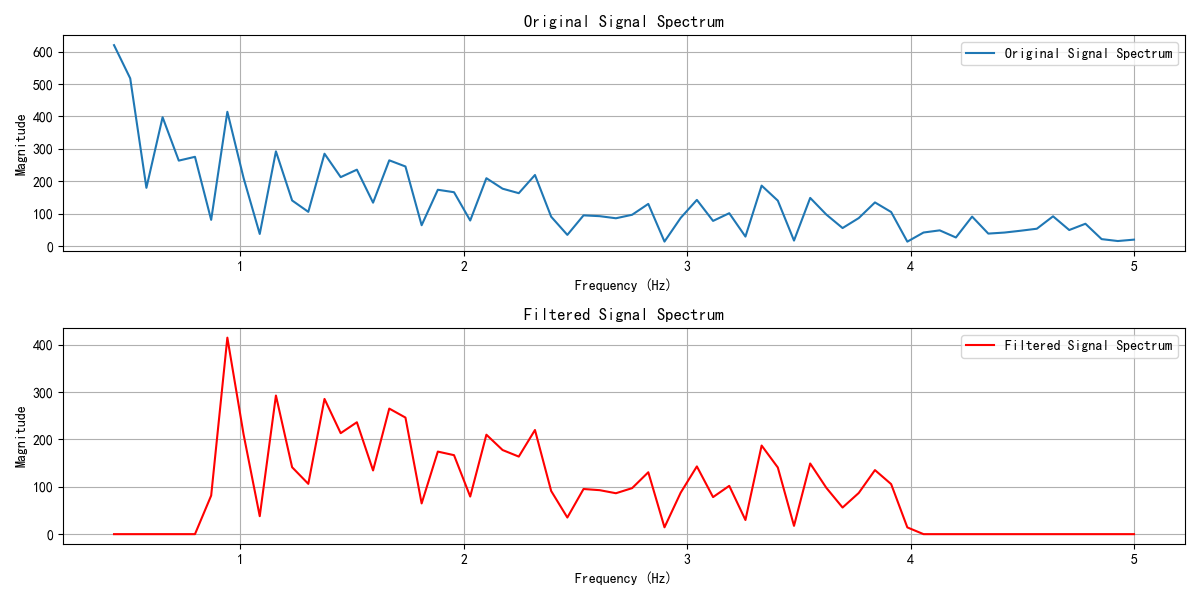 Original Signal Spectrum
Original Signal Spectrum
600
500
400
300
200
100
0
Magnitude
1 2 3 4 5
Frequency (Hz)
Filtered Signal Spectrum
Filtered Signal Spectrum
400
300
200
100
0
Magnitude
1 2 3 4 5
Frequency (Hz)